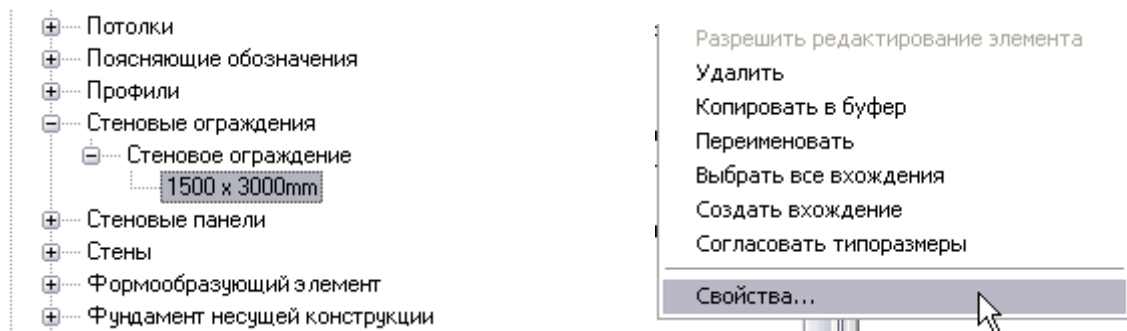 Потолки
Поясняющие обозначения
Профили
Стеновые ограждения
Стеновое ограждение
1500 x 3000mm
Стеновые панели
Стены
Формообразующий элемент
Фундамент несущей конструкции
Разрешить редактирование элемента
Удалить
Копировать в буфер
Переименовать
Выбрать все вхождения
Создать вхождение
Согласовать типоразмеры
Свойства...